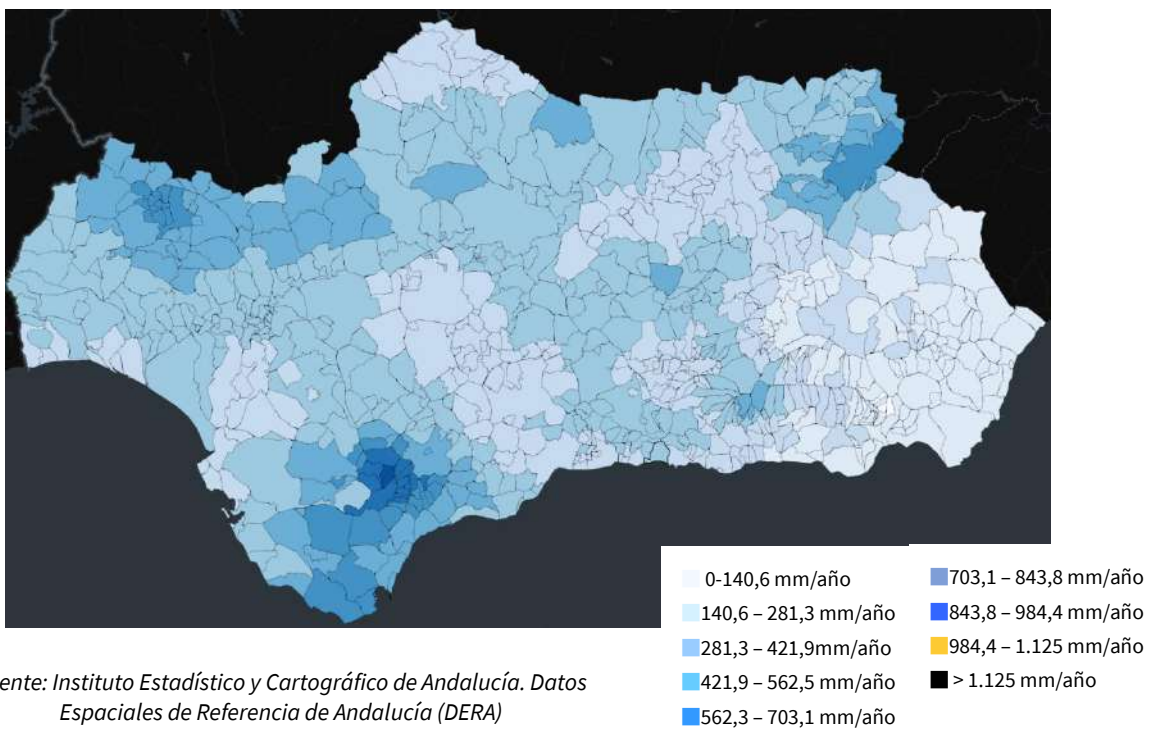 0-140,6 mm/año
140,6 – 281,3 mm/año
281,3 – 421,9mm/año
421,9 – 562,5 mm/año
562,3 – 703,1 mm/año
703,1 – 843,8 mm/año
843,8 – 984,4 mm/año
984,4 – 1.125 mm/año
> 1.125 mm/año
ente: Instituto Estadístico y Cartográfico de Andalucía. Datos
Espaciales de Referencia de Andalucía (DERA)